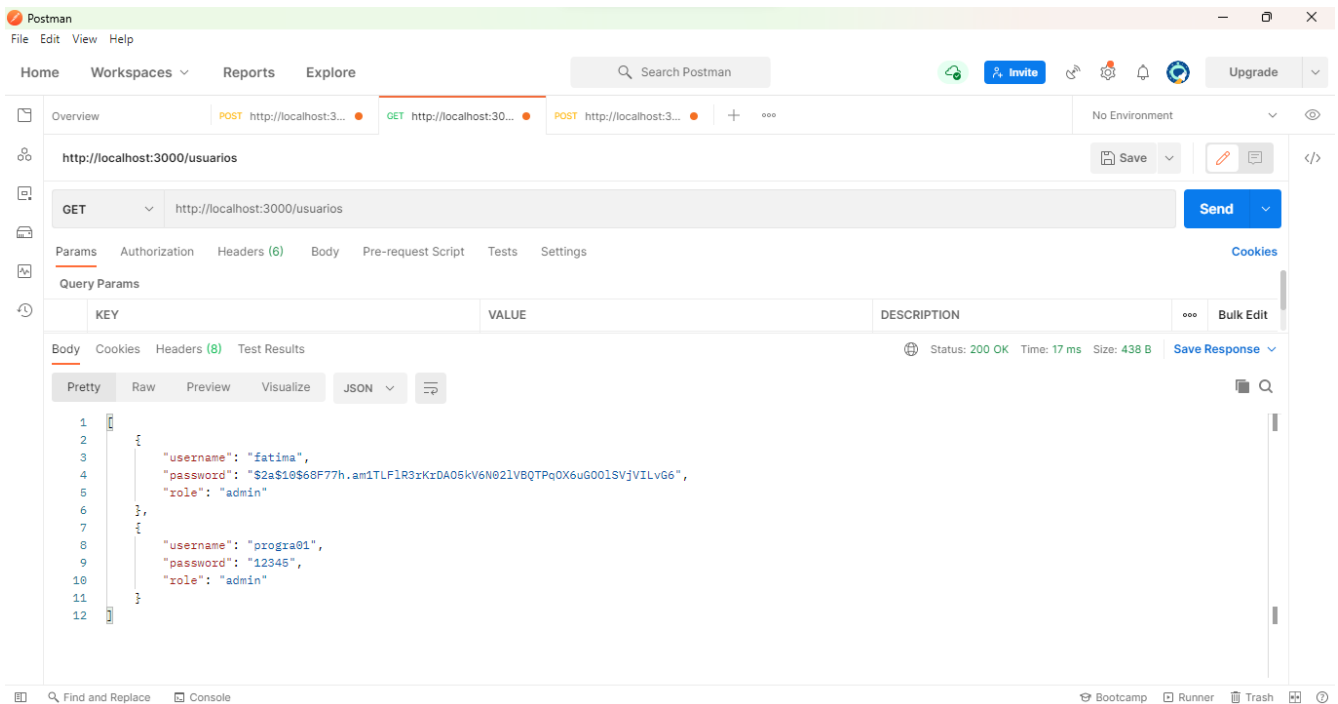 Postman
File Edit View Help
Home Workspaces Reports Explore Search Postman Invite Upgrade
Overview POST http://localhost:3... GET http://localhost:30... POST http://localhost:3... No Environment
http://localhost:3000/usuarios Save
GET http://localhost:3000/usuarios Send
Params Authorization Headers (6) Body Pre-request Script Tests Settings Cookies
Query Params
KEY VALUE DESCRIPTION Bulk Edit
Body Cookies Headers (8) Test Results Status: 200 OK Time: 17 ms Size: 438 B Save Response
Pretty Raw Preview Visualize JSON
1 [
2 {
3 "username": "fatima",
4 "password": "$2a$10$68F77h.am1TLFlR3rKrDAO5kV6N02lVBQTPqOX6uGOOlSVjVILvG6",
5 "role": "admin"
6 },
7 {
8 "username": "progra01",
9 "password": "12345",
10 "role": "admin"
11 }
12 ]
Find and Replace Console Bootcamp Runner Trash